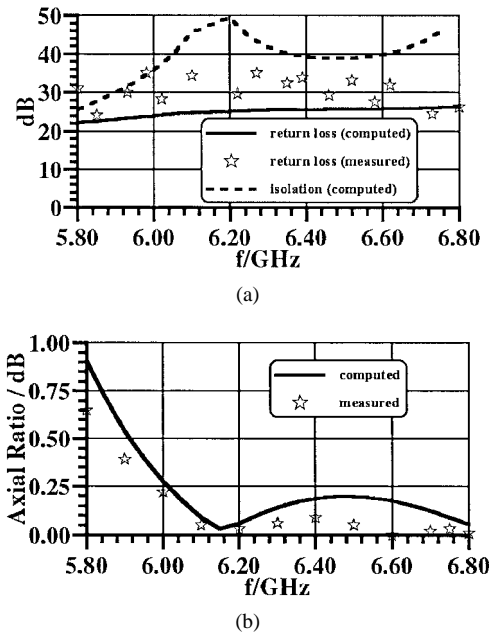 50
40
30
20
10
0
dB
return loss (computed)
return loss (measured)
isolation (computed)
5.80 6.00 6.20 6.40 6.60 6.80
f/GHz
(a)
1.00
0.75
0.50
0.25
0.00
Axial Ratio / dB
computed
measured
5.80 6.00 6.20 6.40 6.60 6.80
f/GHz
(b)